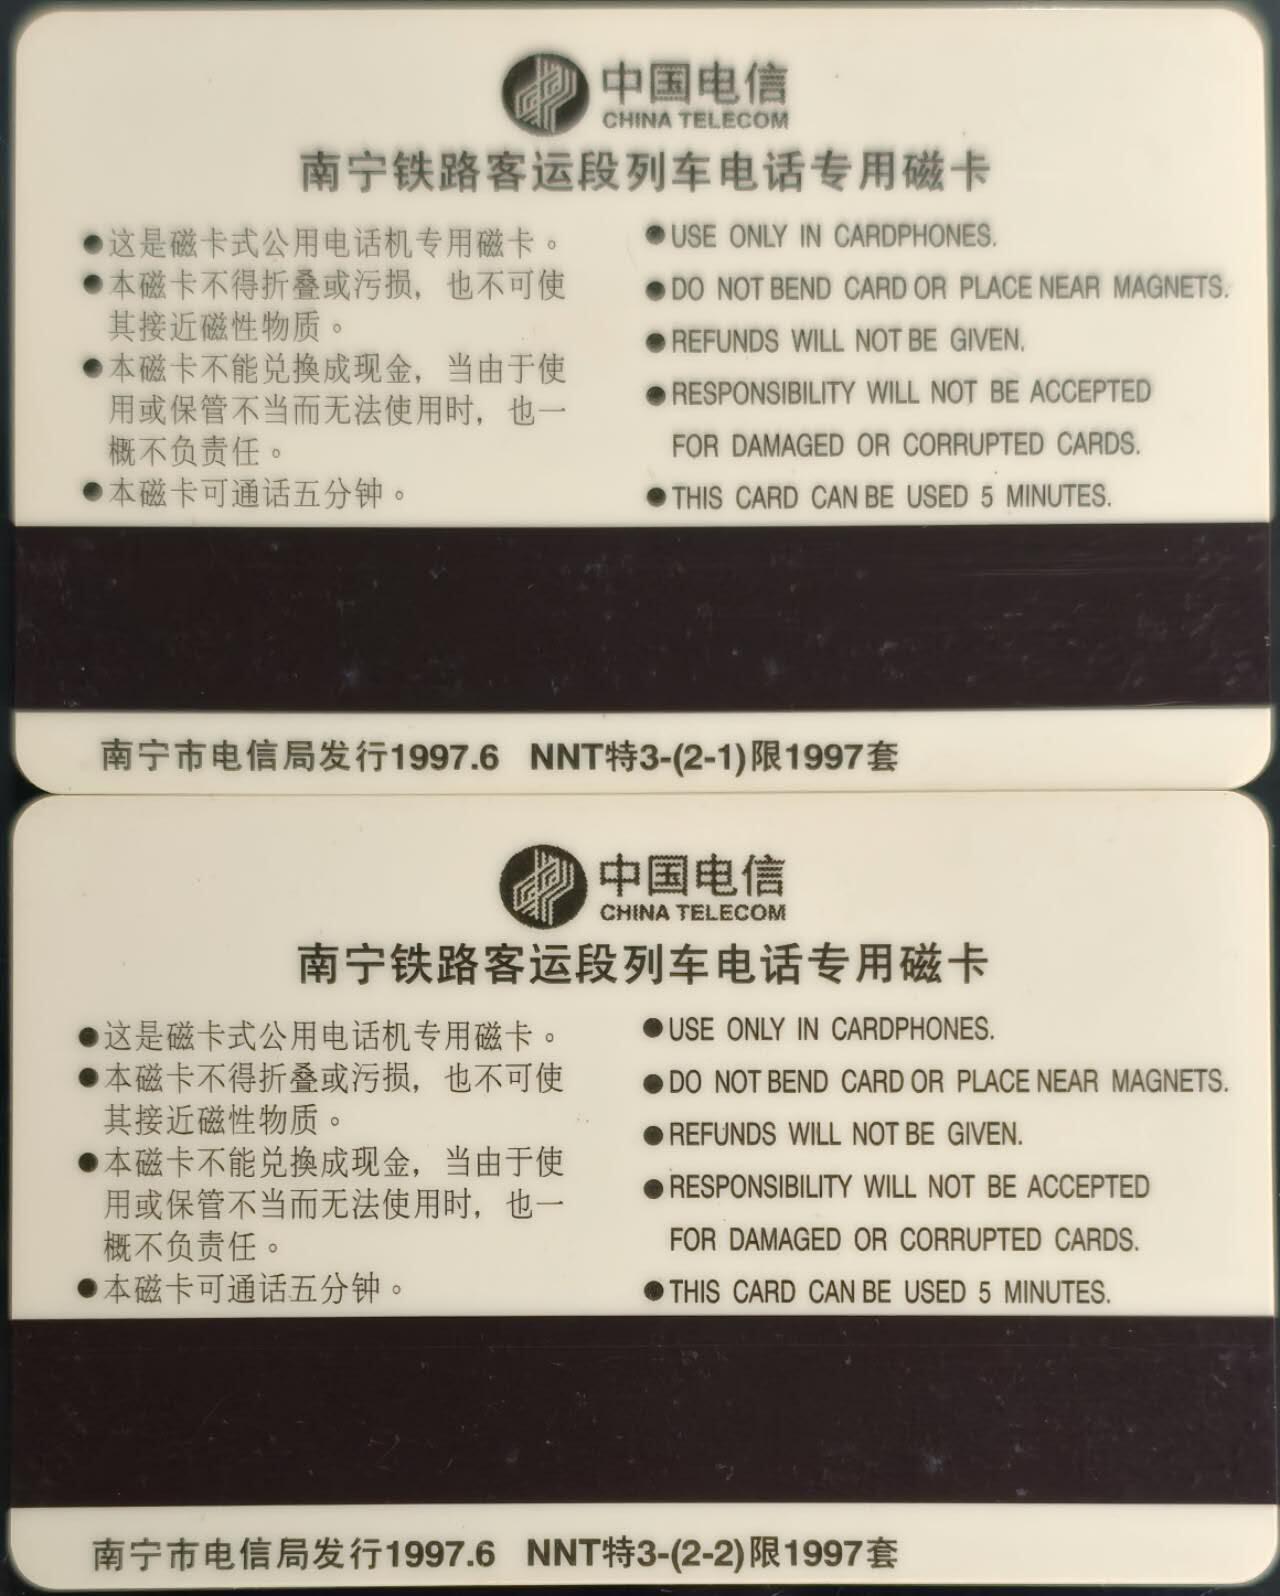 中国电信
CHINA TELECOM
南宁铁路客运段列车电话专用磁卡
●这是磁卡式公用电话机专用磁卡。
●本磁卡不得折叠或污损，也不可使
其接近磁性物质。
●本磁卡不能兑换成现金，当由于使
用或保管不当而无法使用时，也一
概不负责任。
●本磁卡可通话五分钟。
●USE ONLY IN CARDPHONES.
●DO NOT BEND CARD OR PLACE NEAR MAGNETS.
●REFUNDS WILL NOT BE GIVEN.
●RESPONSIBILITY WILL NOT BE ACCEPTED
FOR DAMAGED OR CORRUPTED CARDS.
●THIS CARD CAN BE USED 5 MINUTES.
南宁市电信局发行1997.6 NNT特3-(2-1)限1997套
中国电信
CHINA TELECOM
南宁铁路客运段列车电话专用磁卡
●这是磁卡式公用电话机专用磁卡。
●本磁卡不得折叠或污损，也不可使
其接近磁性物质。
●本磁卡不能兑换成现金，当由于使
用或保管不当而无法使用时，也一
概不负责任。
●本磁卡可通话五分钟。
●USE ONLY IN CARDPHONES.
●DO NOT BEND CARD OR PLACE NEAR MAGNETS.
●REFUNDS WILL NOT BE GIVEN.
●RESPONSIBILITY WILL NOT BE ACCEPTED
FOR DAMAGED OR CORRUPTED CARDS.
●THIS CARD CAN BE USED 5 MINUTES.
南宁市电信局发行1997.6 NNT特3-(2-2)限1997套